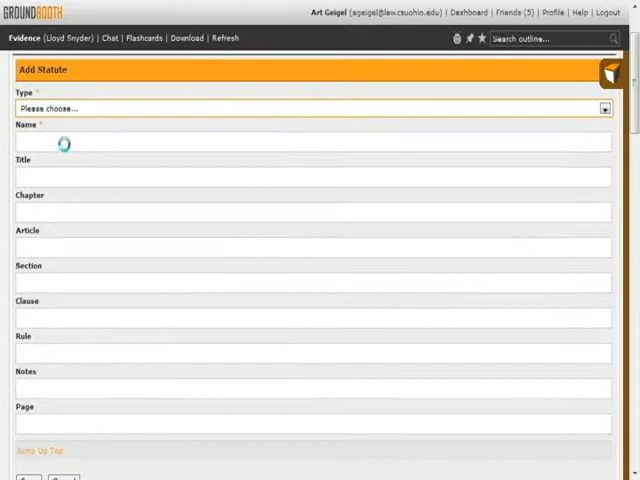 GROUNDBOOTH
Art Geigel (ageigel@law.csuohio.edu) | Dashboard | Friends (5) | Profile | Help | Logout
Evidence (Lloyd Snyder) | Chat | Flashcards | Download | Refresh
Search outline...
Add Statute
Type *
Please choose...
Name *
Title
Chapter
Article
Section
Clause
Rule
Notes
Page
Jump Up Top